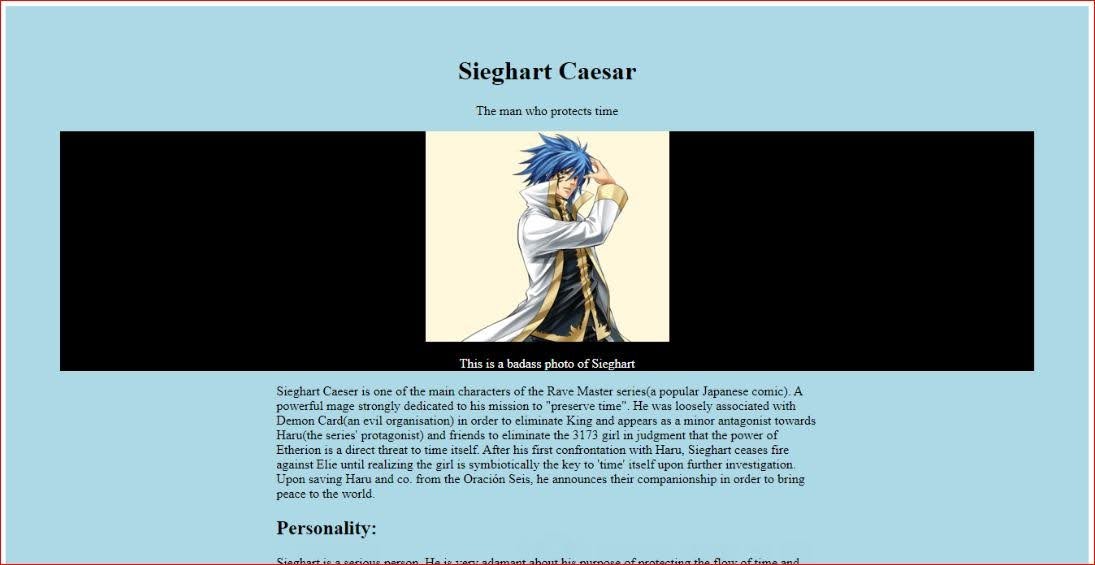 Sieghart Caesar
The man who protects time
This is a badass photo of Sieghart
Sieghart Caeser is one of the main characters of the Rave Master series(a popular Japanese comic). A
powerful mage strongly dedicated to his mission to "preserve time". He was loosely associated with
Demon Card(an evil organisation) in order to eliminate King and appears as a minor antagonist towards
Haru(the series' protagonist) and friends to eliminate the 3173 girl in judgment that the power of
Etherion is a direct threat to time itself. After his first confrontation with Haru, Sieghart ceases fire
against Elie until realizing the girl is symbiotically the key to 'time' itself upon further investigation.
Upon saving Haru and co. from the Oración Seis, he announces their companionship in order to bring
peace to the world.
Personality:
Sieghart is a serious person. He is very adamant about his purpose of protecting the flow of time and